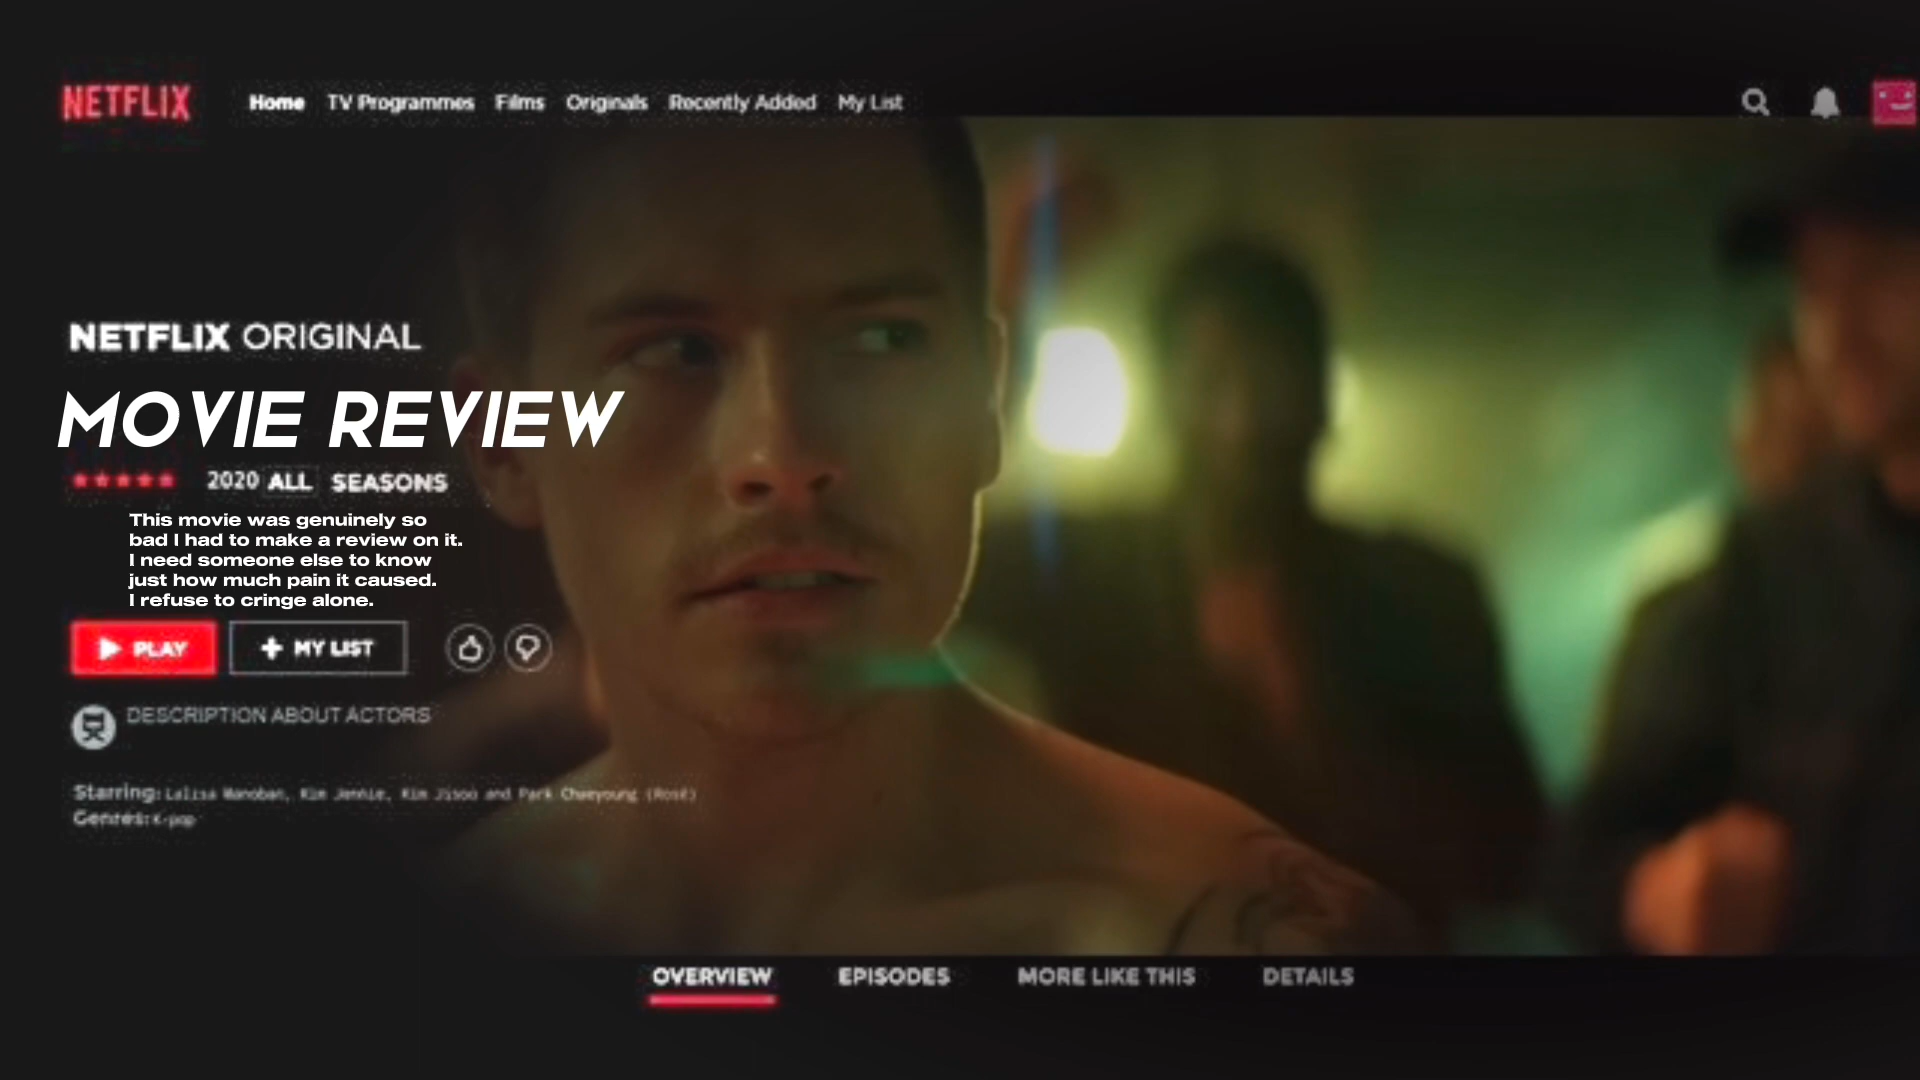 NETFLIX Home TV Programmes Films Originals Recently Added My List
NETFLIX ORIGINAL
MOVIE REVIEW
2020 ALL SEASONS
This movie was genuinely so
bad I had to make a review on it.
I need someone else to know
just how much pain it caused.
I refuse to cringe alone.
PLAY MY LIST
DESCRIPTION ABOUT ACTORS
Starring: Lalisa Manoban, Kim Jennie, Kim Jisoo and Park Chaeyoung (Rosé)
Genres: K-pop
OVERVIEW EPISODES MORE LIKE THIS DETAILS